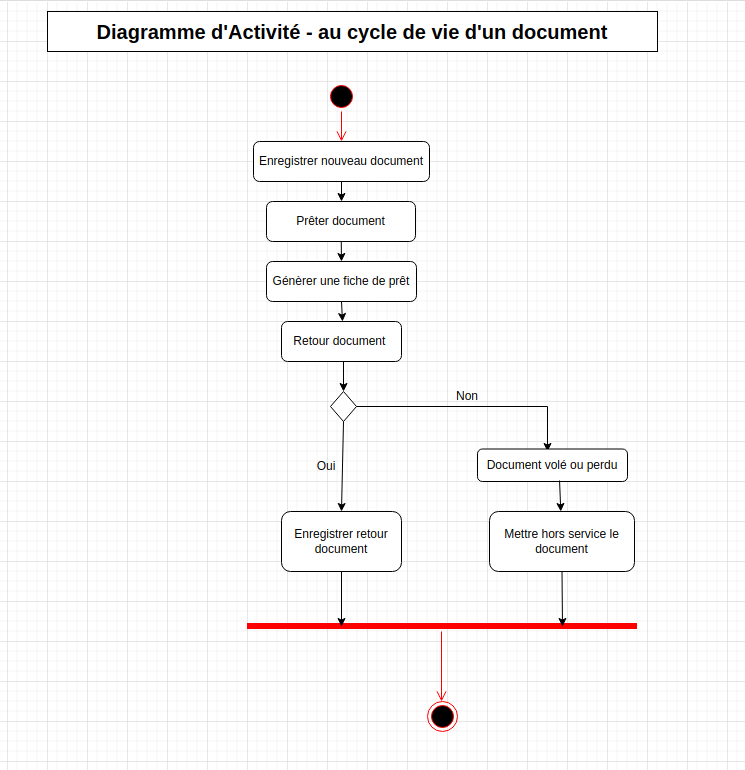 Diagramme d'Activité - au cycle de vie d'un document
Enregistrer nouveau document
Prêter document
Génèrer une fiche de prêt
Retour document
Non
Document volé ou perdu
Oui
Enregistrer retour
document
Mettre hors service le
document